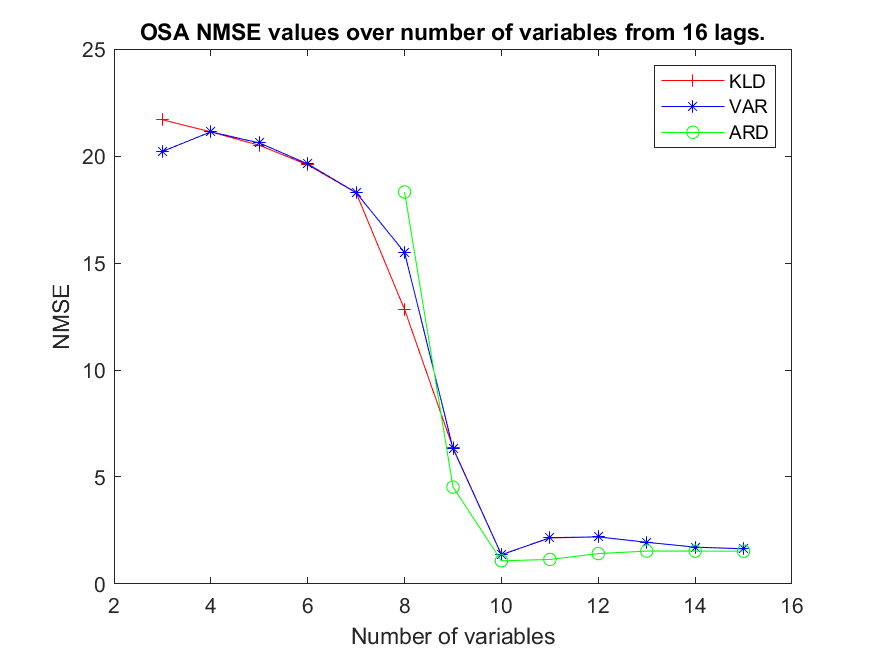 OSA NMSE values over number of variables from 16 lags.
25
20
15
10
5
0
NMSE
KLD
VAR
ARD
2 4 6 8 10 12 14 16
Number of variables